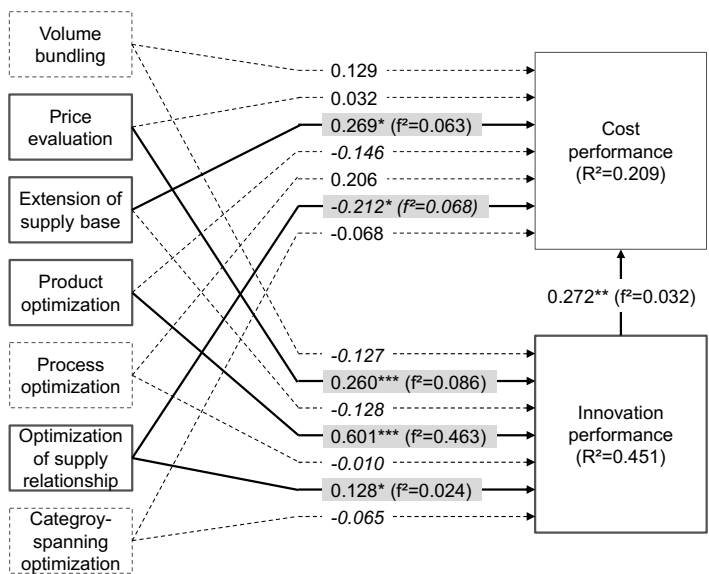 Volume
bundling
Price
evaluation
Extension of
supply base
Product
optimization
Process
optimization
Optimization
of supply
relationship
Categroy-
spanning
optimization
0.129
0.032
0.269* (f²=0.063)
-0.146
0.206
-0.212* (f²=0.068)
-0.068
Cost
performance
(R²=0.209)
0.272** (f²=0.032)
-0.127
0.260*** (f²=0.086)
-0.128
0.601*** (f²=0.463)
-0.010
0.128* (f²=0.024)
-0.065
Innovation
performance
(R²=0.451)